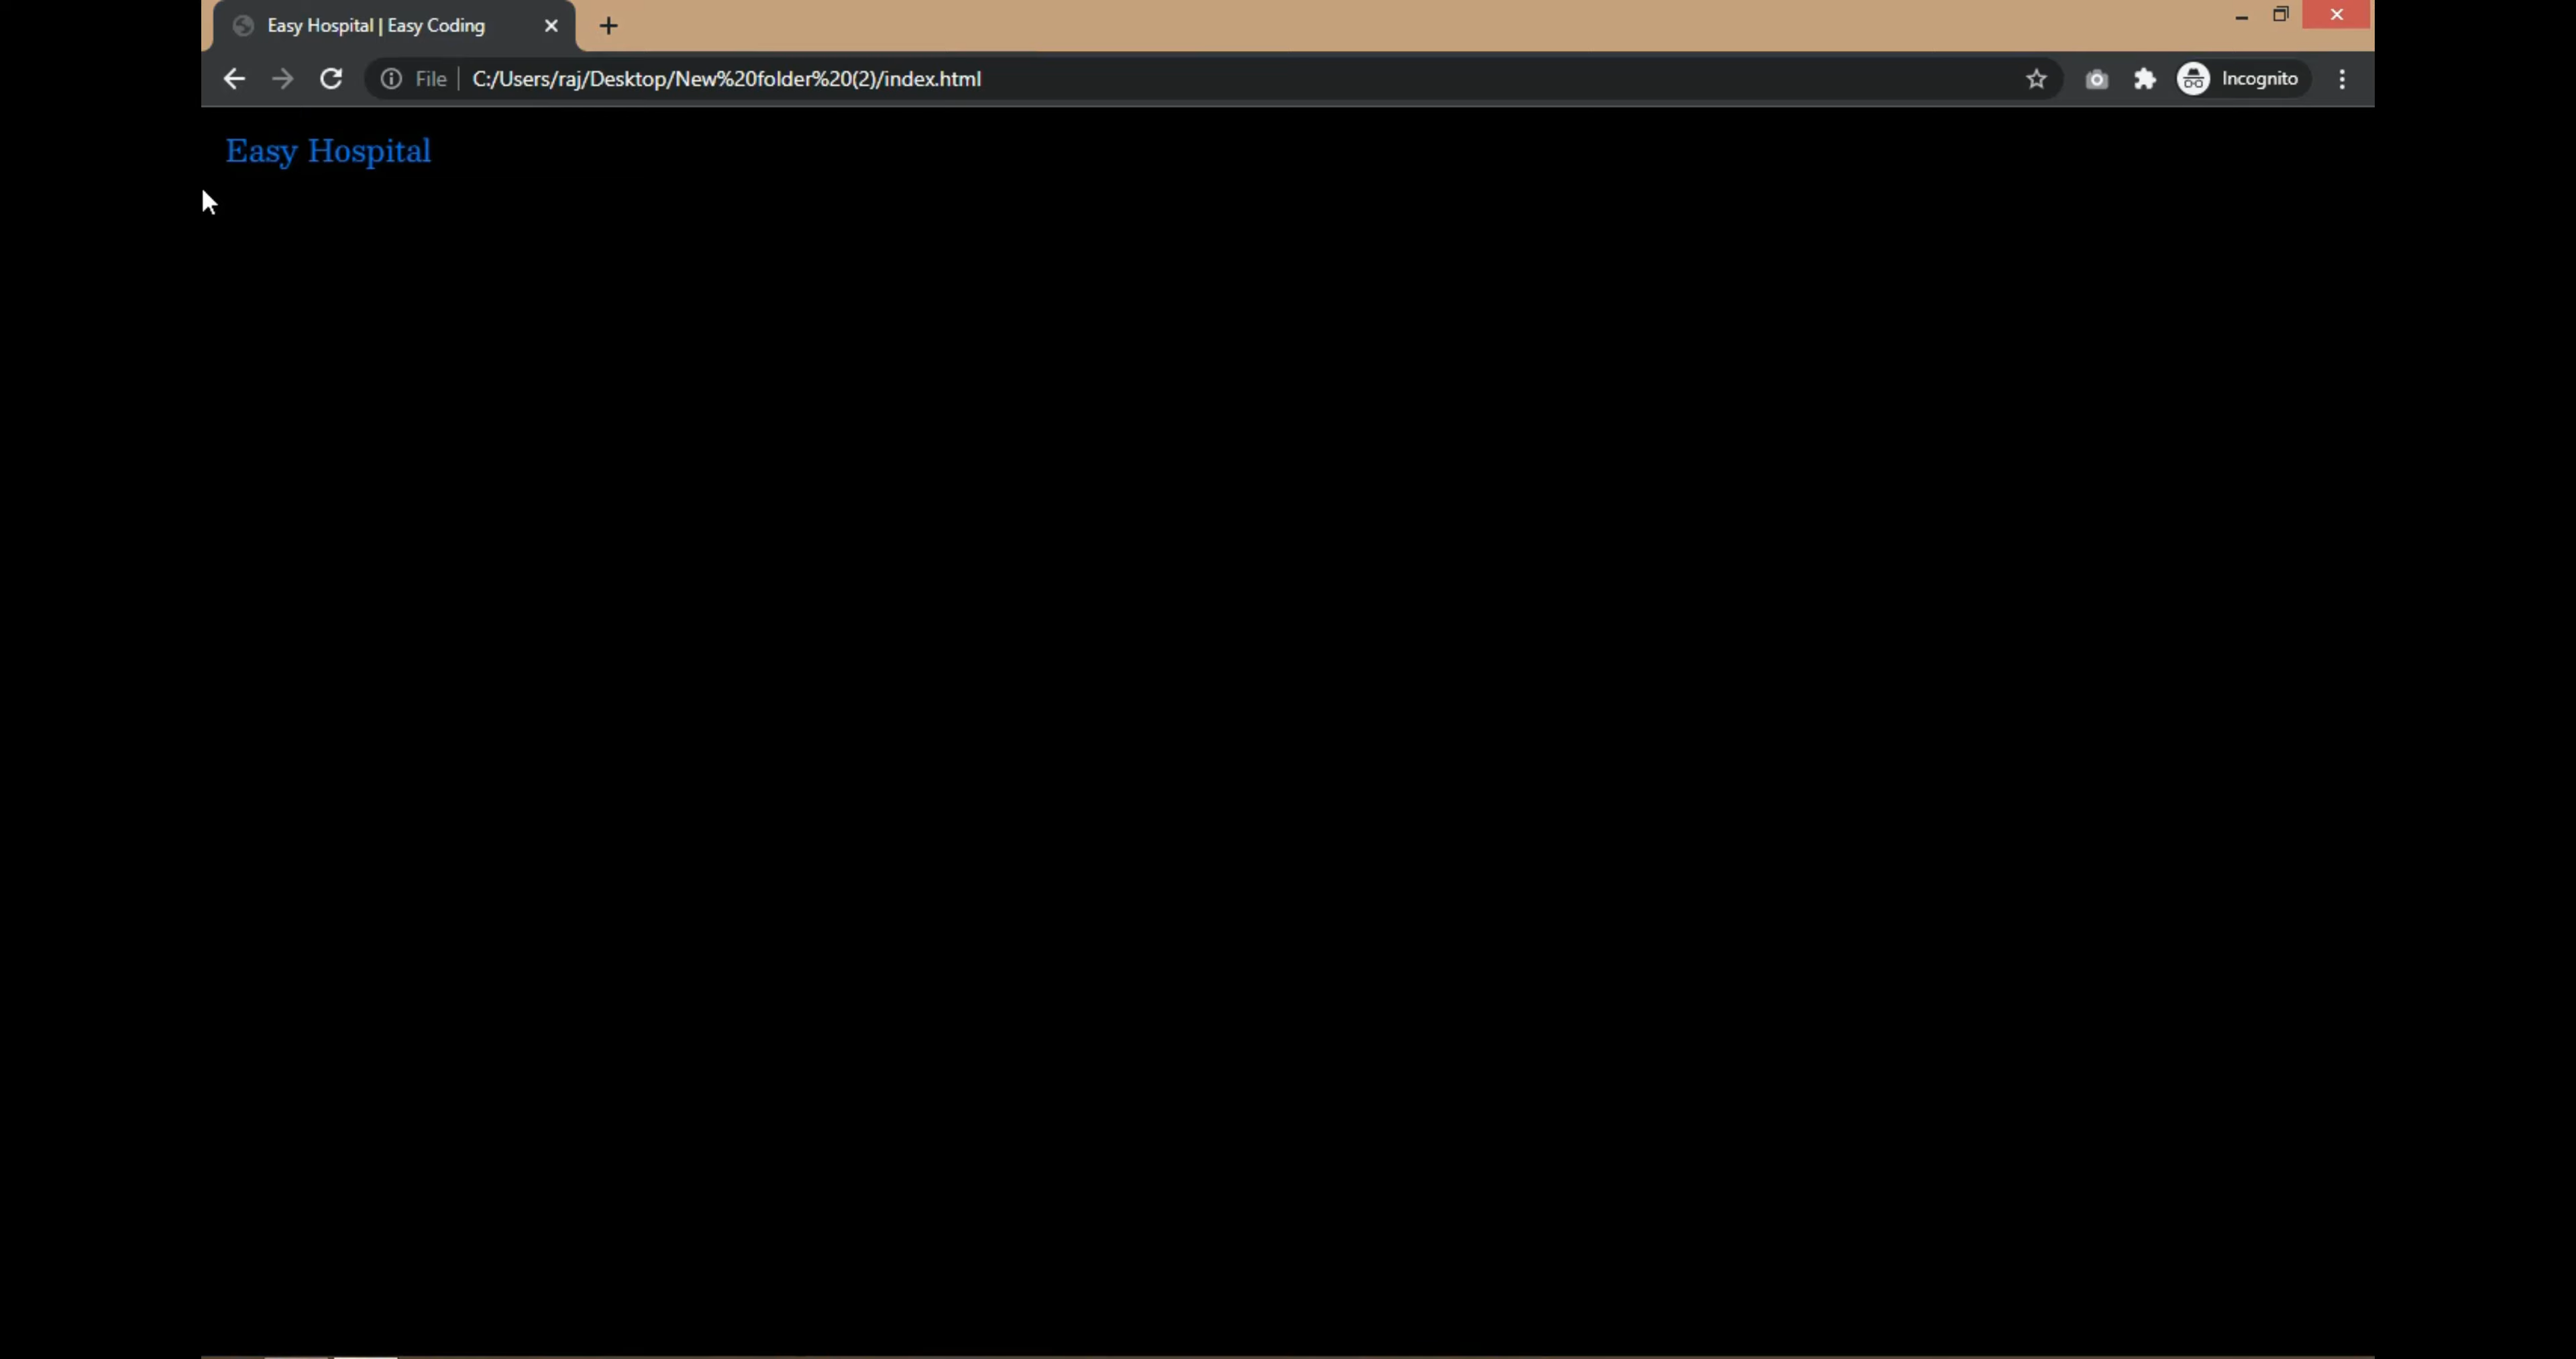 Easy Hospital | Easy Coding
File C:/Users/raj/Desktop/New%20folder%20(2)/index.html
Incognito
Easy Hospital